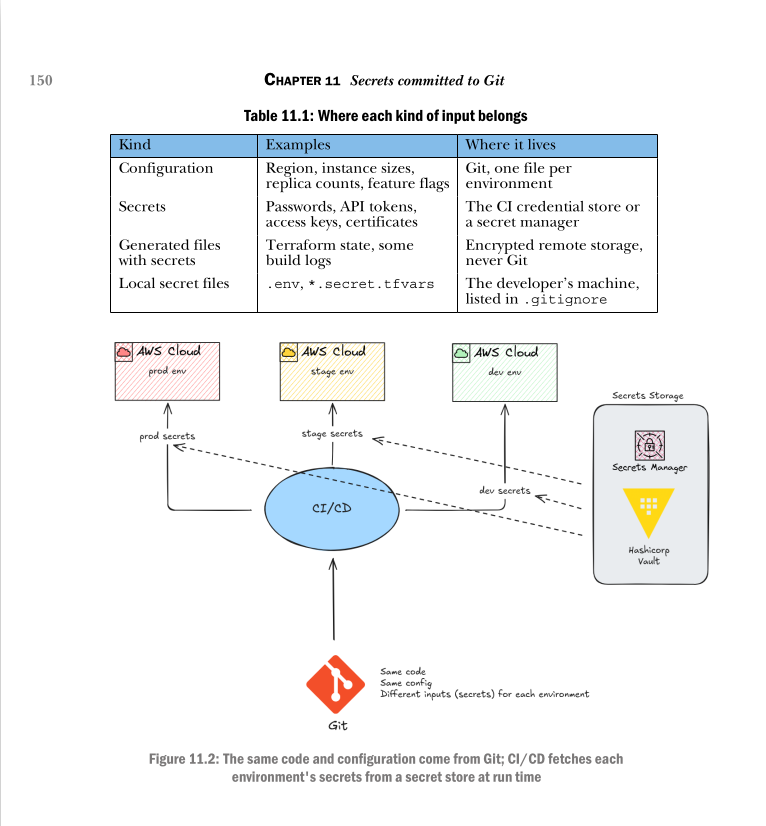 150
CHAPTER 11 Secrets committed to Git
Table 11.1: Where each kind of input belongs
Kind Examples Where it lives
Configuration Region, instance sizes, replica counts, feature flags Git, one file per environment
Secrets Passwords, API tokens, access keys, certificates The CI credential store or a secret manager
Generated files with secrets Terraform state, some build logs Encrypted remote storage, never Git
Local secret files .env, *.secret.tfvars The developer's machine, listed in .gitignore
AWS Cloud
prod env
AWS Cloud
stage env
AWS Cloud
dev env
Secrets Storage
prod secrets
stage secrets
Secrets Manager
dev secrets
CI/CD
Hashicorp
Vault
Same code
Same config
Different inputs (secrets) for each environment
Git
Figure 11.2: The same code and configuration come from Git; CI/CD fetches each
environment's secrets from a secret store at run time